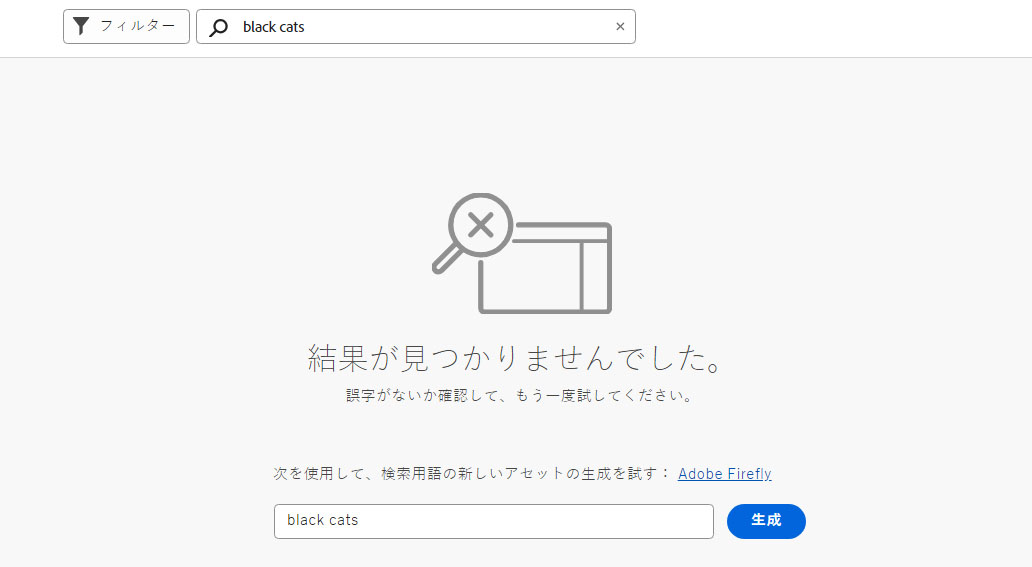 フィルター
black cats
結果が見つかりませんでした。
誤字がないか確認して、もう一度試してください。
次を使用して、検索用語の新しいアセットの生成を試す： Adobe Firefly
black cats
生成